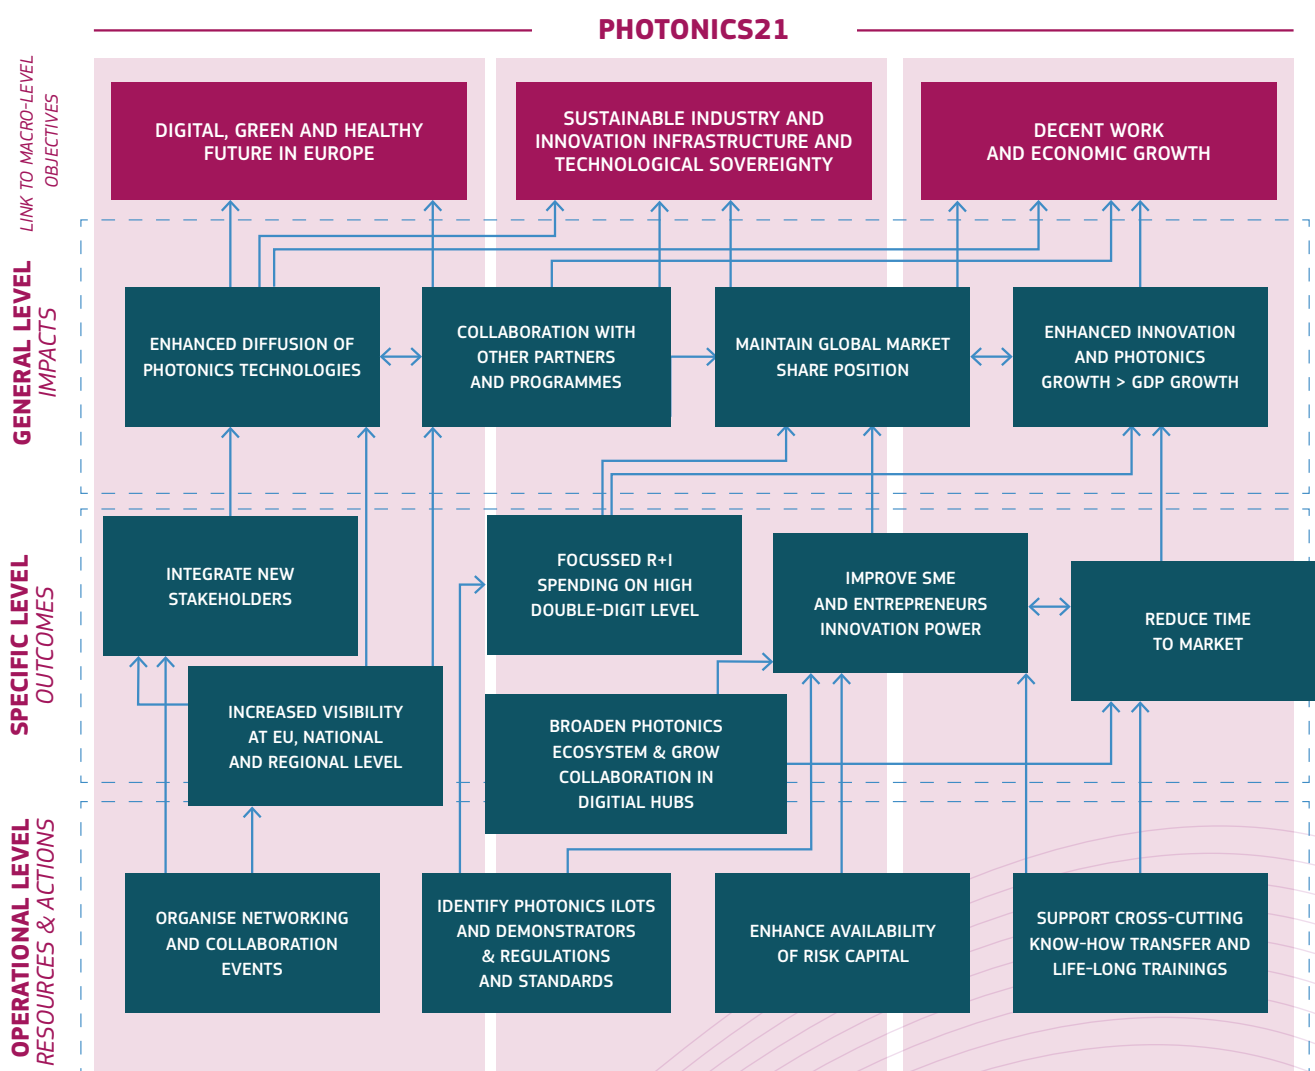 PHOTONICS21
LINK TO MACRO-LEVEL
OBJECTIVES
DIGITAL, GREEN AND HEALTHY
FUTURE IN EUROPE
SUSTAINABLE INDUSTRY AND
INNOVATION INFRASTRUCTURE AND
TECHNOLOGICAL SOVEREIGNTY
DECENT WORK
AND ECONOMIC GROWTH
GENERAL LEVEL
IMPACTS
ENHANCED DIFFUSION OF
PHOTONICS TECHNOLOGIES
COLLABORATION WITH
OTHER PARTNERS
AND PROGRAMMES
MAINTAIN GLOBAL MARKET
SHARE POSITION
ENHANCED INNOVATION
AND PHOTONICS
GROWTH > GDP GROWTH
SPECIFIC LEVEL
OUTCOMES
INTEGRATE NEW
STAKEHOLDERS
FOCUSSED R+I
SPENDING ON HIGH
DOUBLE-DIGIT LEVEL
IMPROVE SME
AND ENTREPRENEURS
INNOVATION POWER
REDUCE TIME
TO MARKET
INCREASED VISIBILITY
AT EU, NATIONAL
AND REGIONAL LEVEL
BROADEN PHOTONICS
ECOSYSTEM & GROW
COLLABORATION IN
DIGITIAL HUBS
OPERATIONAL LEVEL
RESOURCES & ACTIONS
ORGANISE NETWORKING
AND COLLABORATION
EVENTS
IDENTIFY PHOTONICS ILOTS
AND DEMONSTRATORS
& REGULATIONS
AND STANDARDS
ENHANCE AVAILABILITY
OF RISK CAPITAL
SUPPORT CROSS-CUTTING
KNOW-HOW TRANSFER AND
LIFE-LONG TRAININGS